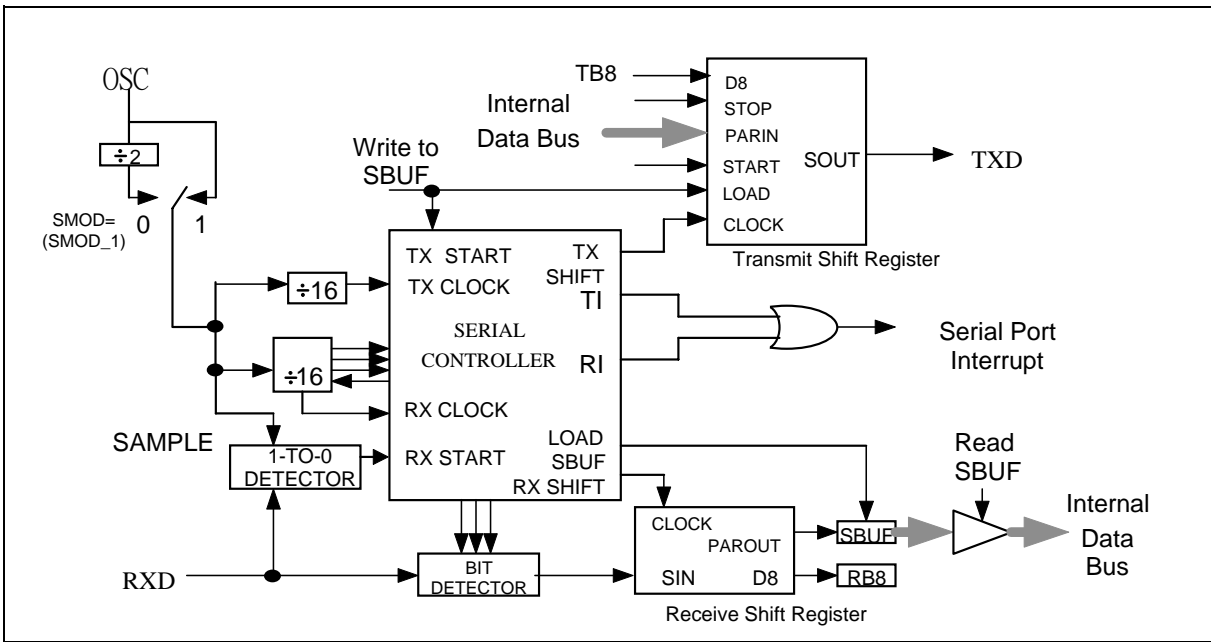 OSC
÷2
SMOD=
(SMOD_1)
0
1
TB8
Internal
Data Bus
D8
STOP
PARIN
START
LOAD
CLOCK
SOUT
TXD
Transmit Shift Register
Write to
SBUF
÷16
÷16
TX START
TX CLOCK
SERIAL
CONTROLLER
RX CLOCK
RX START
TX
SHIFT
TI
RI
LOAD
SBUF
RX SHIFT
Serial Port
Interrupt
SAMPLE
1-TO-0
DETECTOR
RXD
BIT
DETECTOR
CLOCK
PAROUT
SIN
D8
Receive Shift Register
SBUF
RB8
Read
SBUF
Internal
Data
Bus